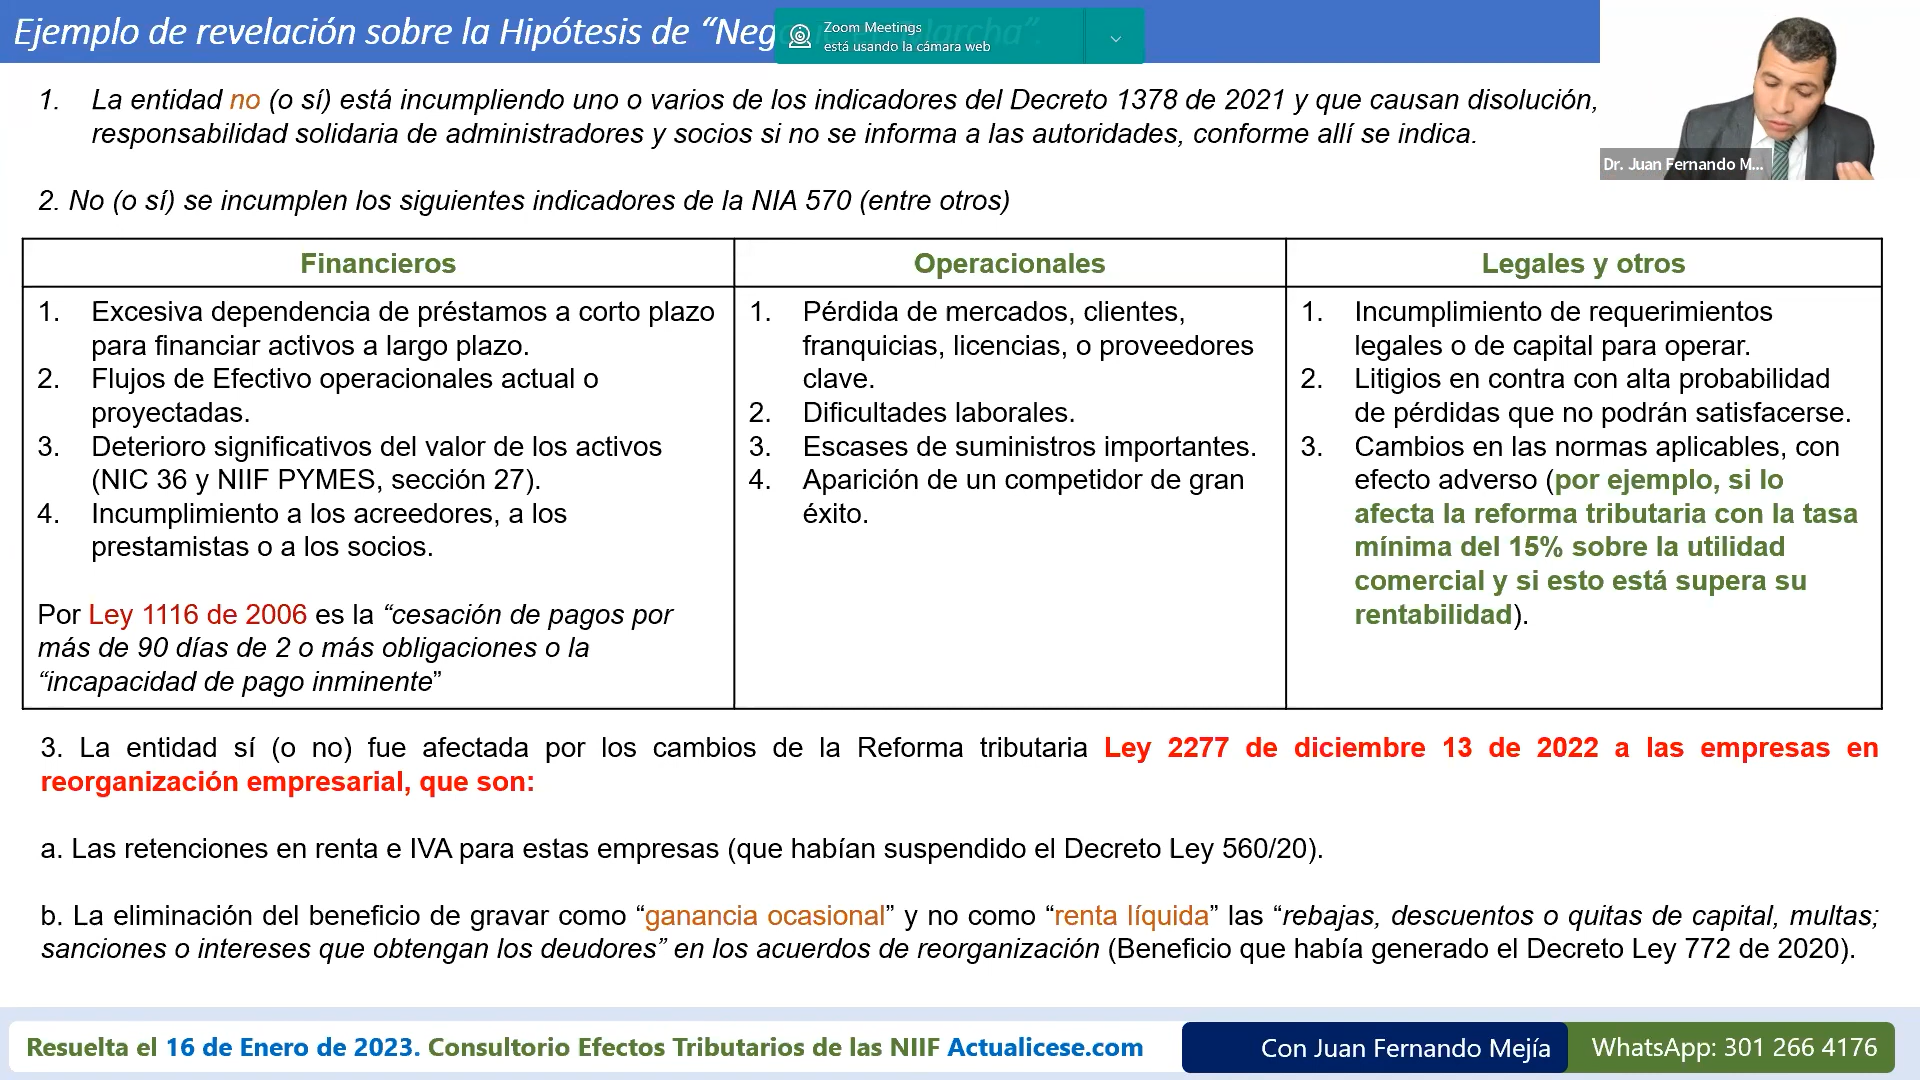 Ejemplo de revelación sobre la Hipótesis de “Neg
Zoom Meetings
está usando la cámara web
1. La entidad no (o sí) está incumpliendo uno o varios de los indicadores del Decreto 1378 de 2021 y que causan disolución,
responsabilidad solidaria de administradores y socios si no se informa a las autoridades, conforme allí se indica.
Dr. Juan Fernando M...
2. No (o sí) se incumplen los siguientes indicadores de la NIA 570 (entre otros)
Financieros
1. Excesiva dependencia de préstamos a corto plazo
para financiar activos a largo plazo.
2. Flujos de Efectivo operacionales actual o
proyectadas.
3. Deterioro significativos del valor de los activos
(NIC 36 y NIIF PYMES, sección 27).
4. Incumplimiento a los acreedores, a los
prestamistas o a los socios.
Por Ley 1116 de 2006 es la “cesación de pagos por
más de 90 días de 2 o más obligaciones o la
“incapacidad de pago inminente”
Operacionales
1. Pérdida de mercados, clientes,
franquicias, licencias, o proveedores
clave.
2. Dificultades laborales.
3. Escases de suministros importantes.
4. Aparición de un competidor de gran
éxito.
Legales y otros
1. Incumplimiento de requerimientos
legales o de capital para operar.
2. Litigios en contra con alta probabilidad
de pérdidas que no podrán satisfacerse.
3. Cambios en las normas aplicables, con
efecto adverso (por ejemplo, si lo
afecta la reforma tributaria con la tasa
mínima del 15% sobre la utilidad
comercial y si esto está supera su
rentabilidad).
3. La entidad sí (o no) fue afectada por los cambios de la Reforma tributaria Ley 2277 de diciembre 13 de 2022 a las empresas en
reorganización empresarial, que son:
a. Las retenciones en renta e IVA para estas empresas (que habían suspendido el Decreto Ley 560/20).
b. La eliminación del beneficio de gravar como “ganancia ocasional” y no como “renta líquida” las “rebajas, descuentos o quitas de capital, multas;
sanciones o intereses que obtengan los deudores” en los acuerdos de reorganización (Beneficio que había generado el Decreto Ley 772 de 2020).
Resuelta el 16 de Enero de 2023. Consultorio Efectos Tributarios de las NIIF Actualicese.com
Con Juan Fernando Mejía
WhatsApp: 301 266 4176